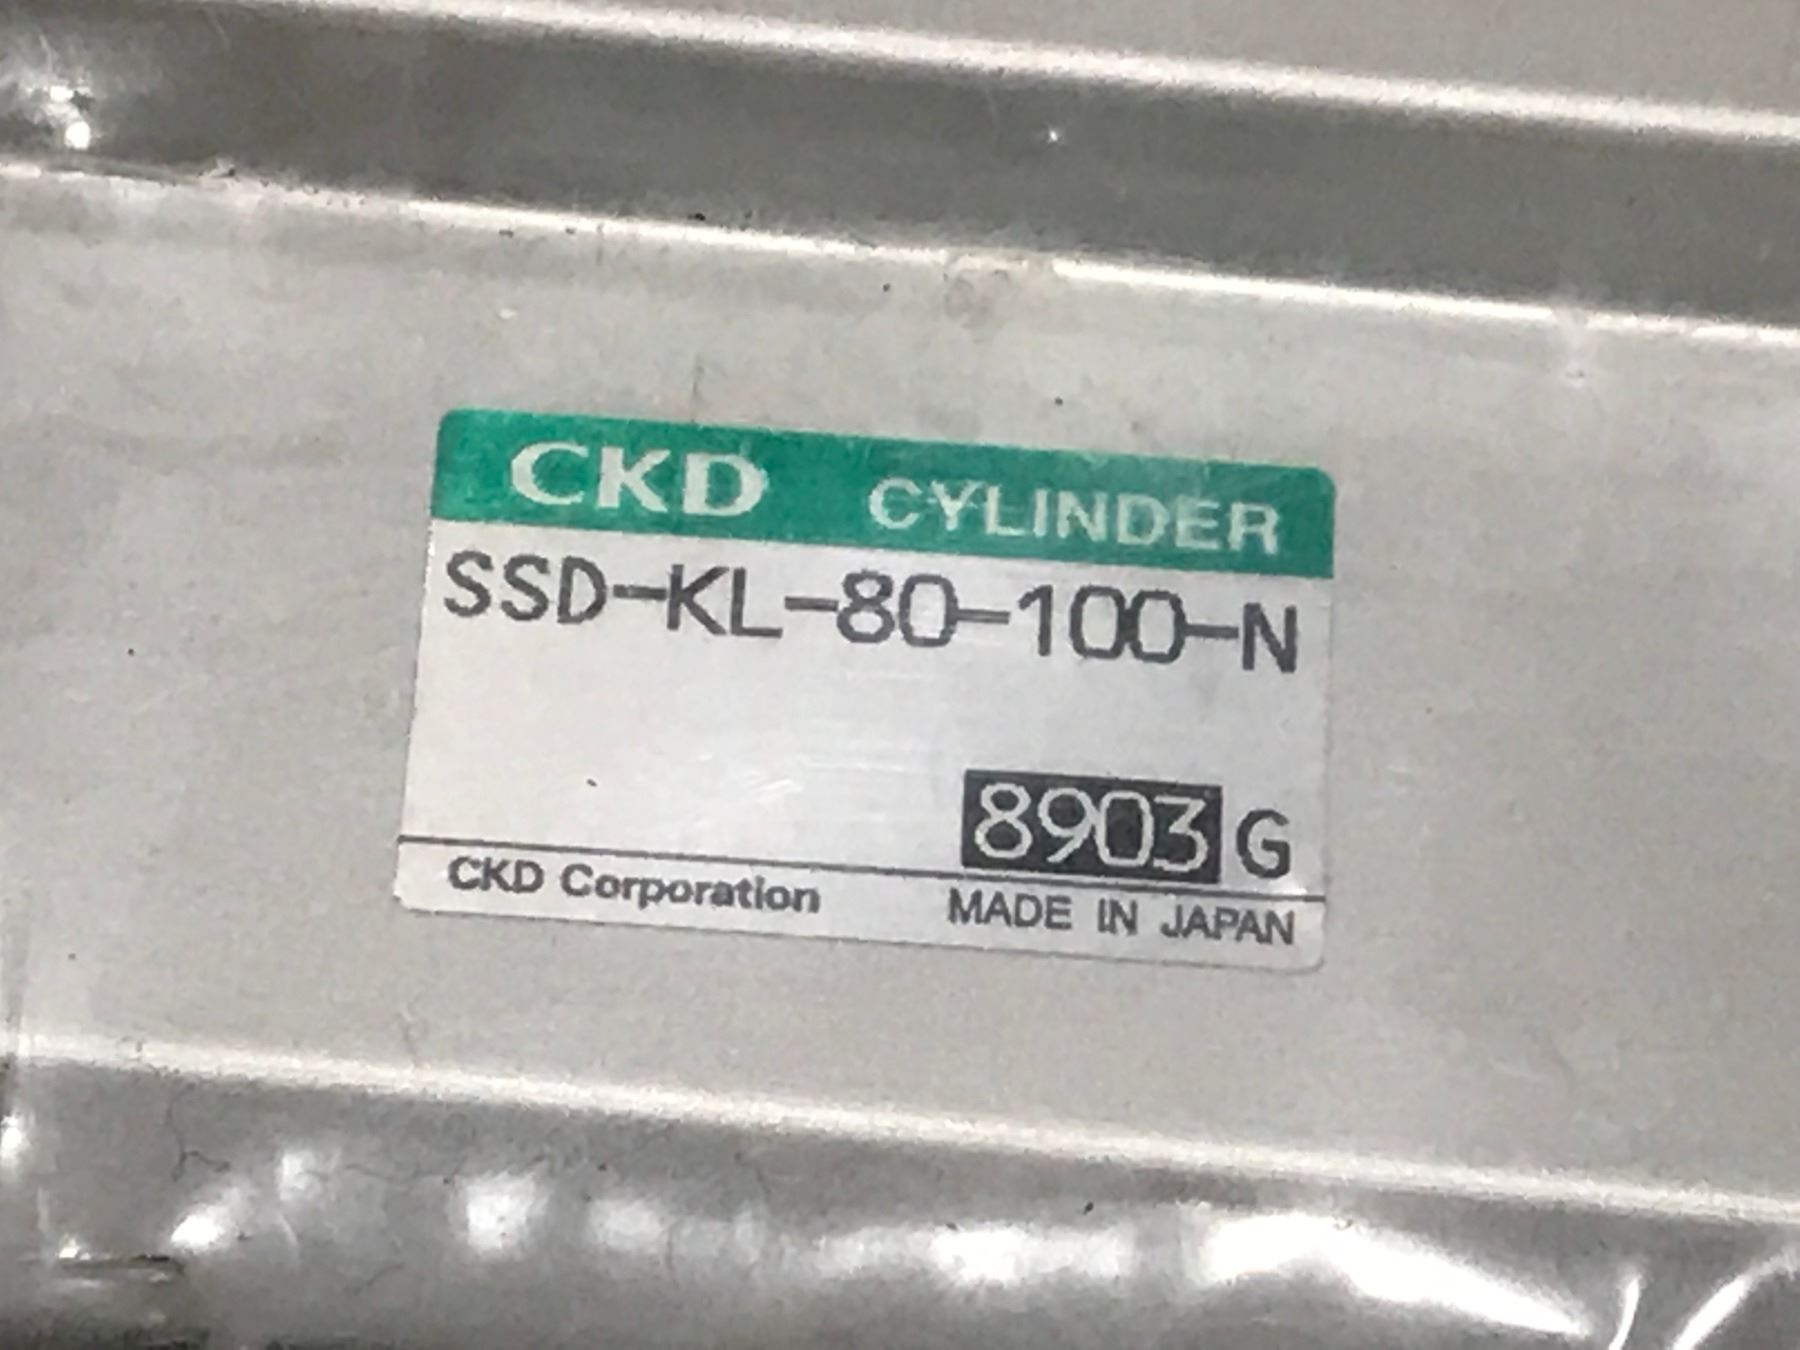 CKD CYLINDER
SSD-KL-80-100-N
8903 G
CKD Corporation MADE IN JAPAN